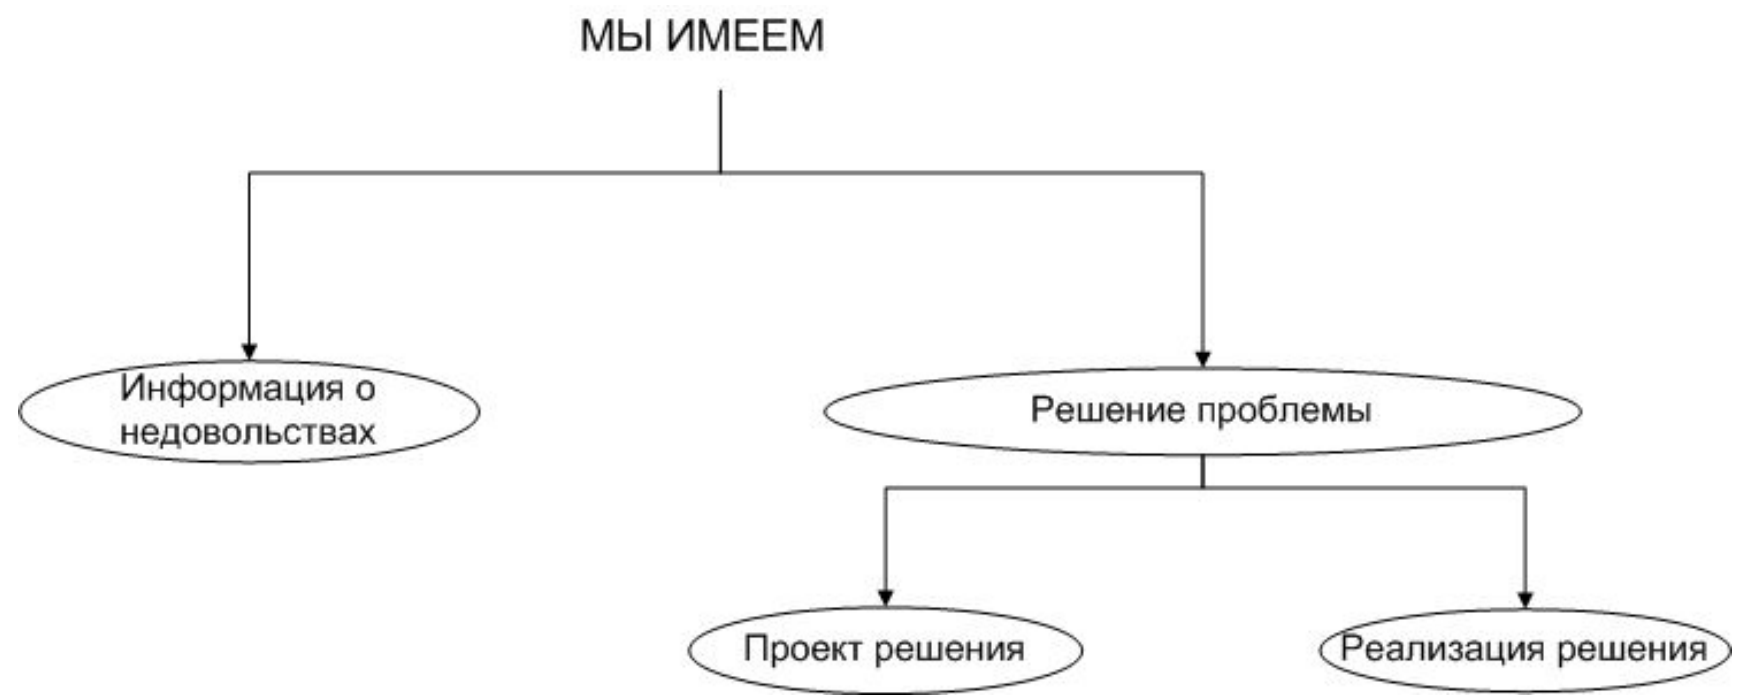 МЫ ИМЕЕМ
Информация о
недовольствах
Решение проблемы
Проект решения
Реализация решения